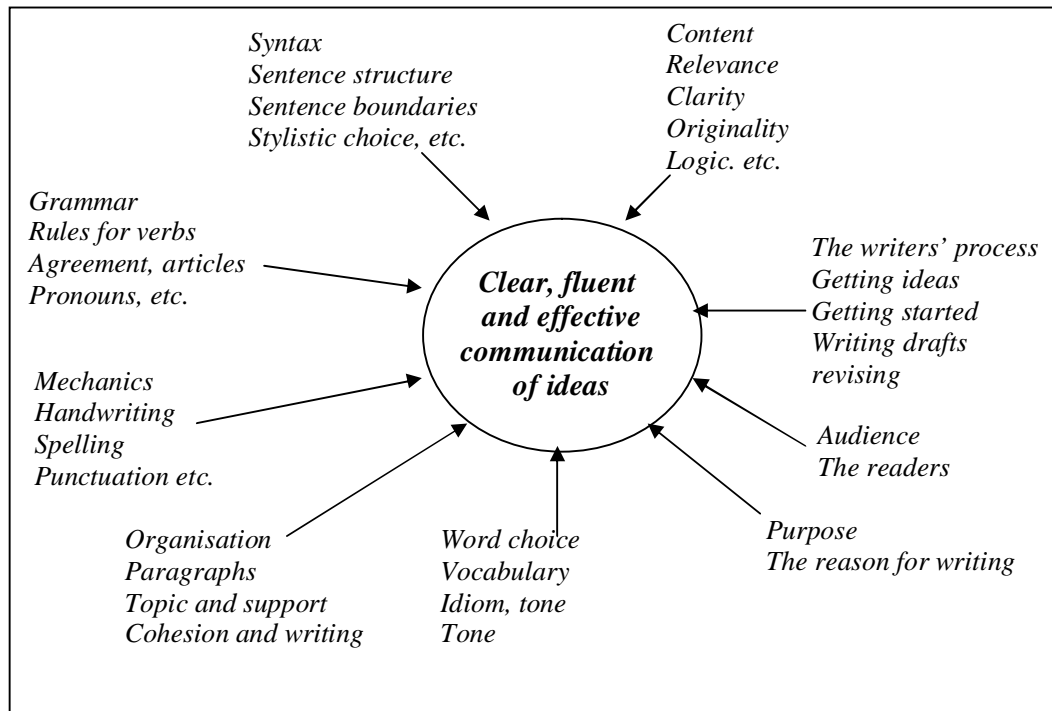 Syntax
Sentence structure
Sentence boundaries
Stylistic choice, etc.
Content
Relevance
Clarity
Originality
Logic. etc.
Grammar
Rules for verbs
Agreement, articles
Pronouns, etc.
Clear, fluent
and effective
communication
of ideas
The writers’ process
Getting ideas
Getting started
Writing drafts
revising
Mechanics
Handwriting
Spelling
Punctuation etc.
Audience
The readers
Organisation
Paragraphs
Topic and support
Cohesion and writing
Word choice
Vocabulary
Idiom, tone
Tone
Purpose
The reason for writing